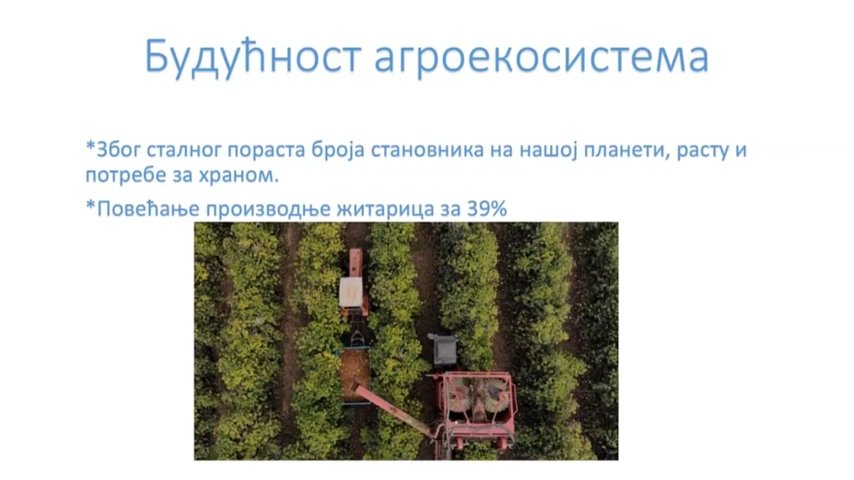 Будућност агроекосистема
*Због сталног пораста броја становника на нашој планети, расту и
потребе за храном.
*Повећање производње житарица за 39%